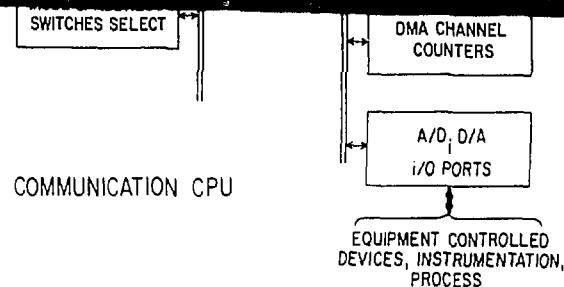 SWITCHES SELECT
DMA CHANNEL
COUNTERS
A/D, D/A
i
i/O PORTS
COMMUNICATION CPU
EQUIPMENT CONTROLLED
DEVICES, INSTRUMENTATION,
PROCESS